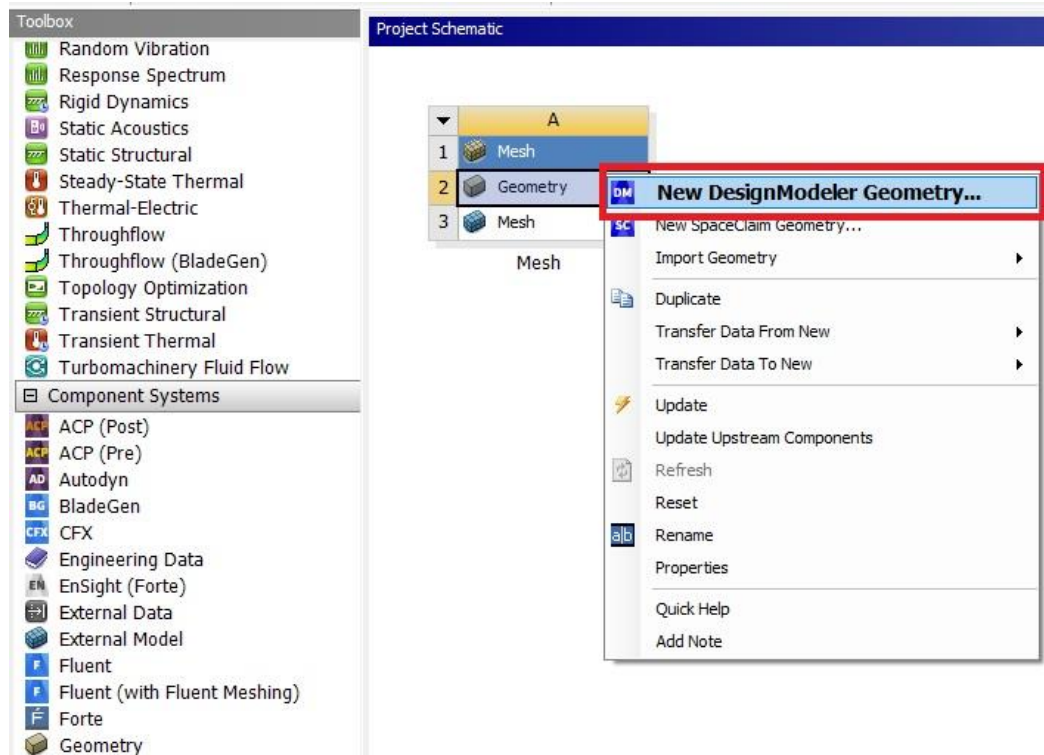 Toolbox
Random Vibration
Response Spectrum
Rigid Dynamics
Static Acoustics
Static Structural
Steady-State Thermal
Thermal-Electric
Throughflow
Throughflow (BladeGen)
Topology Optimization
Transient Structural
Transient Thermal
Turbomachinery Fluid Flow
Component Systems
ACP ACP (Post)
ACP ACP (Pre)
AD Autodyn
BG BladeGen
CFX CFX
Engineering Data
EN EnSight (Forte)
External Data
External Model
F Fluent
F Fluent (with Fluent Meshing)
F Forte
Geometry
Project Schematic
A
1 Mesh
2 Geometry
3 Mesh
Mesh
DM New DesignModeler Geometry...
SC New SpaceClaim Geometry...
Import Geometry
Duplicate
Transfer Data From New
Transfer Data To New
Update
Update Upstream Components
Refresh
Reset
a|b Rename
Properties
Quick Help
Add Note